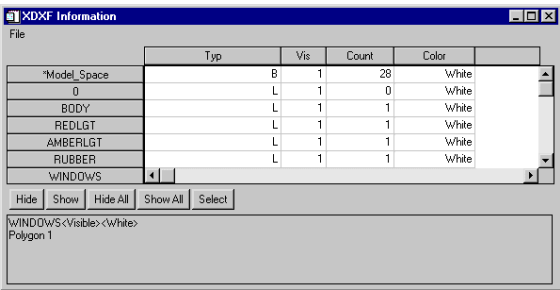 XDXF Information
File
Typ Vis Count Color
*Model_Space B 1 28 White
0 L 1 0 White
BODY L 1 1 White
REDLGT L 1 1 White
AMBERLGT L 1 1 White
RUBBER L 1 1 White
WINDOWS
Hide Show Hide All Show All Select
WINDOWS<Visible><White>
Polygon 1